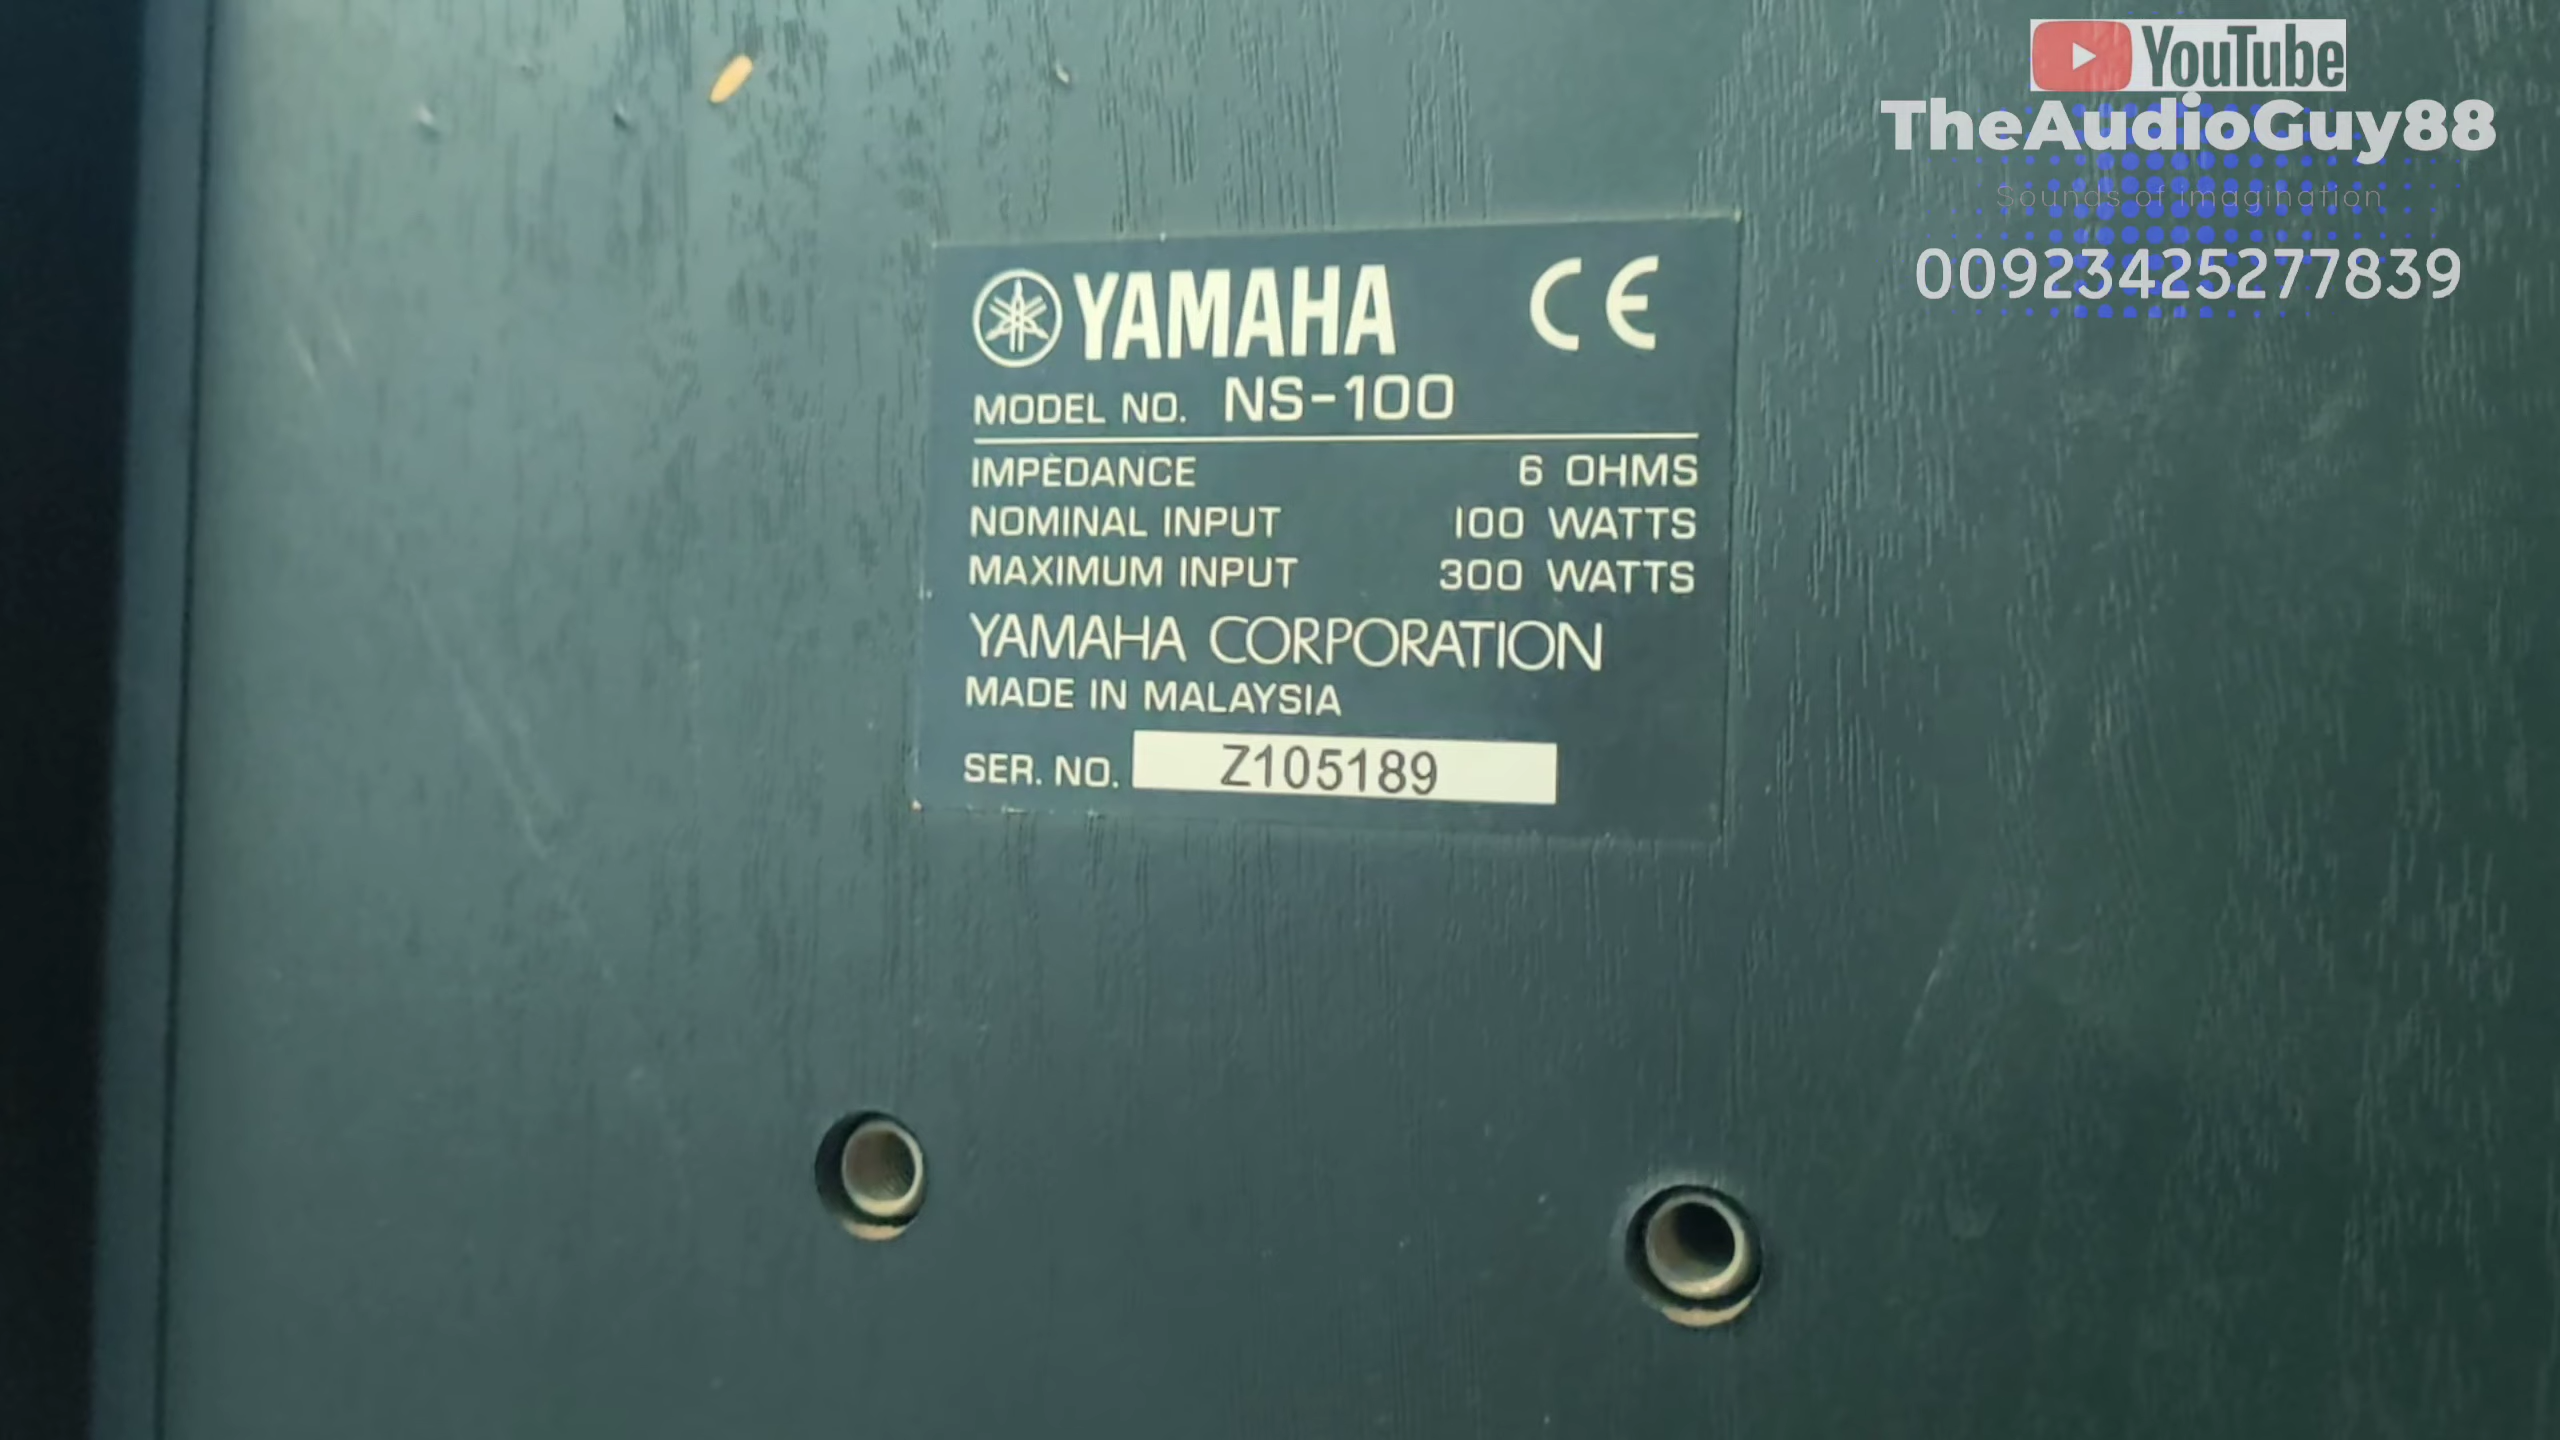 YouTube
TheAudioGuy88
Sounds of imagination
00923425277839
YAMAHA CE
MODEL NO. NS-100
IMPEDANCE 6 OHMS
NOMINAL INPUT 100 WATTS
MAXIMUM INPUT 300 WATTS
YAMAHA CORPORATION
MADE IN MALAYSIA
SER. NO. Z105189